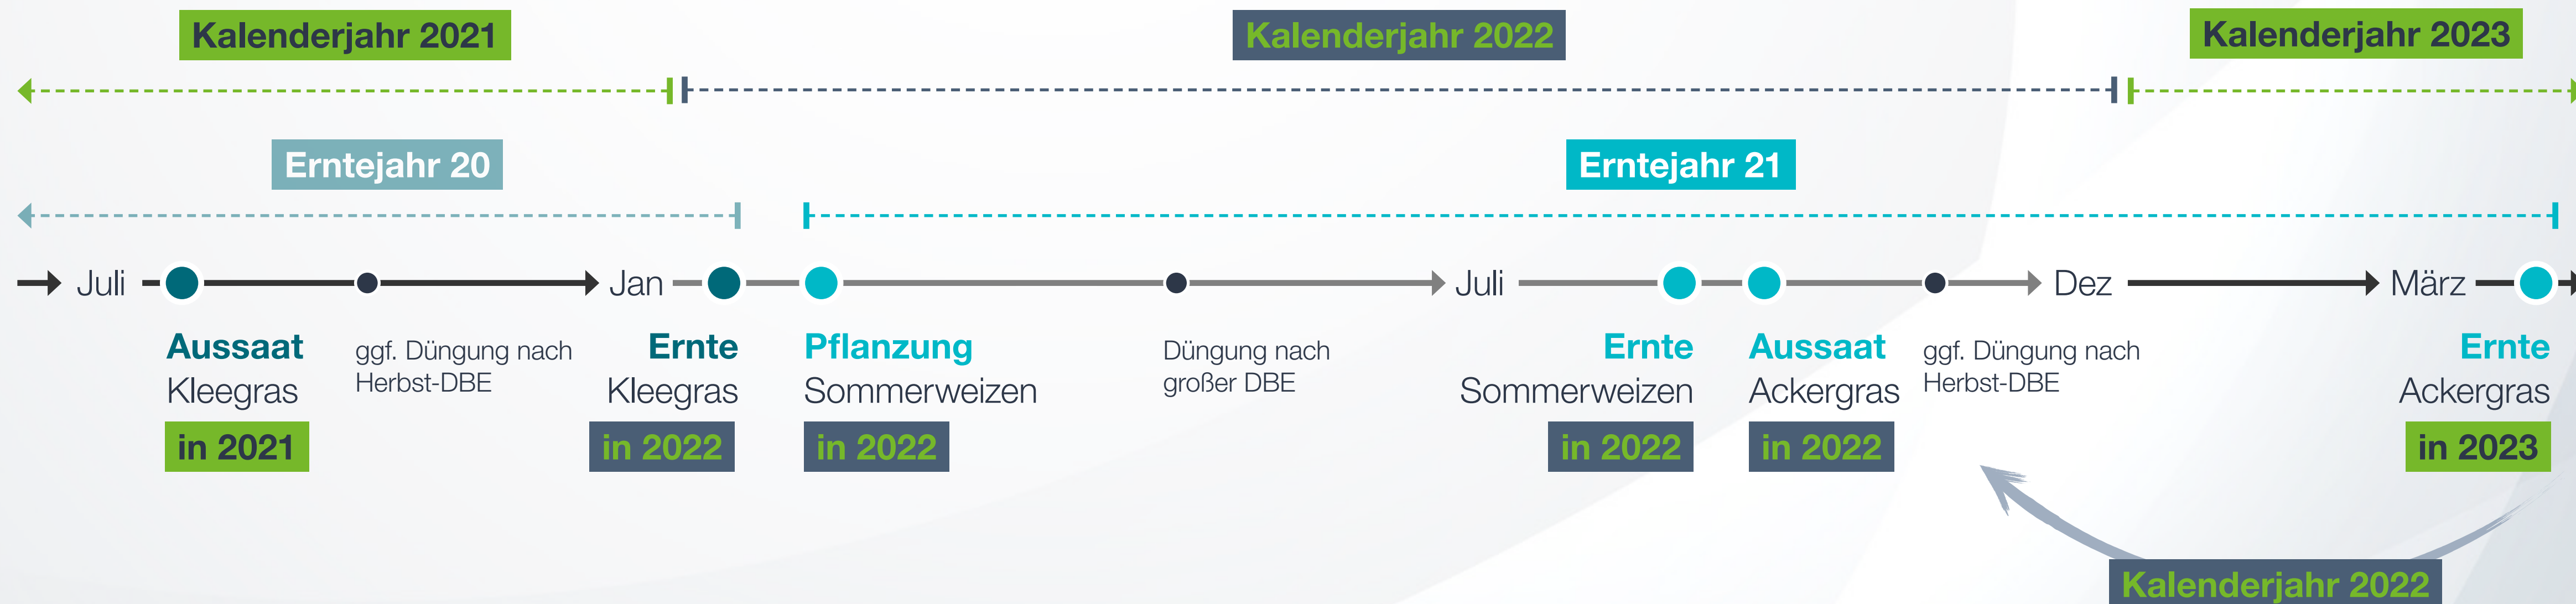 Kalenderjahr 2021
Kalenderjahr 2022
Kalenderjahr 2023
Erntejahr 20
Erntejahr 21
Juli
Jan
Juli
Dez
März
Aussaat
Kleegras
in 2021
ggf. Düngung nach
Herbst-DBE
Ernte
Kleegras
in 2022
Pflanzung
Sommerweizen
in 2022
Düngung nach
großer DBE
Ernte
Sommerweizen
in 2022
Aussaat
Ackergras
in 2022
ggf. Düngung nach
Herbst-DBE
Ernte
Ackergras
in 2023
Kalenderjahr 2022